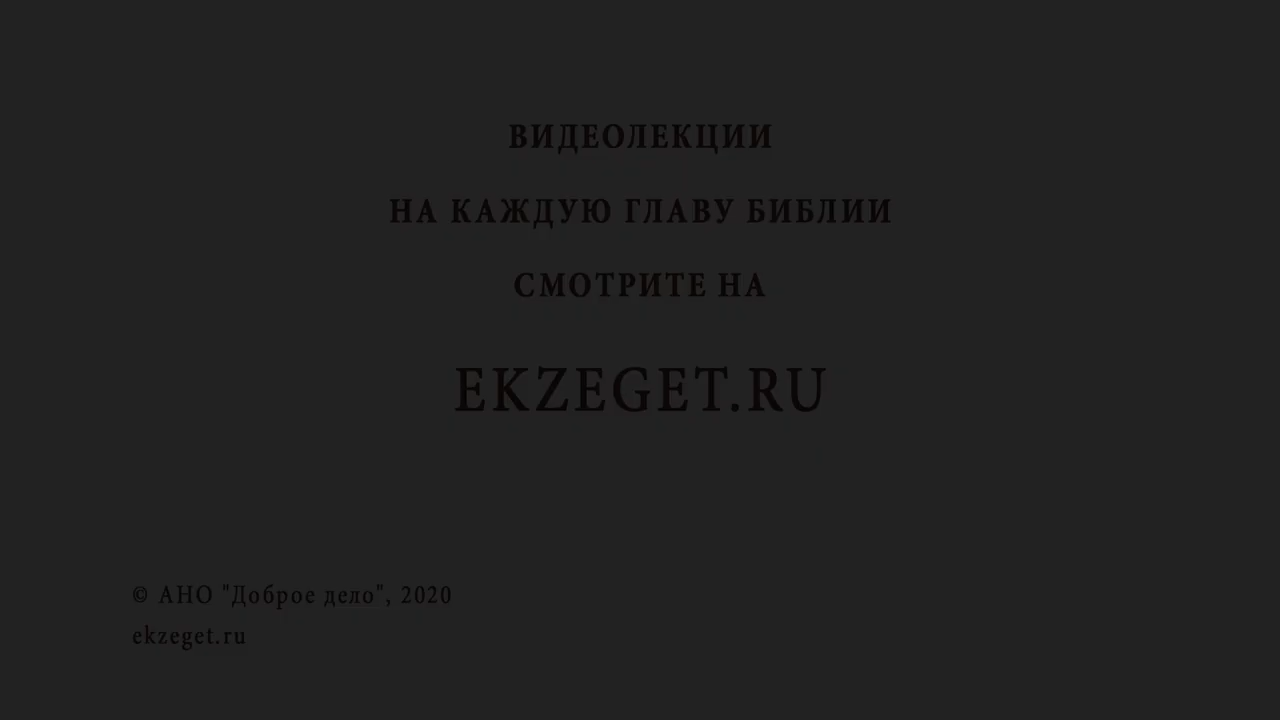 ВИДЕОЛЕКЦИИ
НА КАЖДУЮ ГЛАВУ БИБЛИИ
СМОТРИТЕ НА
EKZEGET.RU
© АНО "Доброе дело", 2020
ekzeget.ru